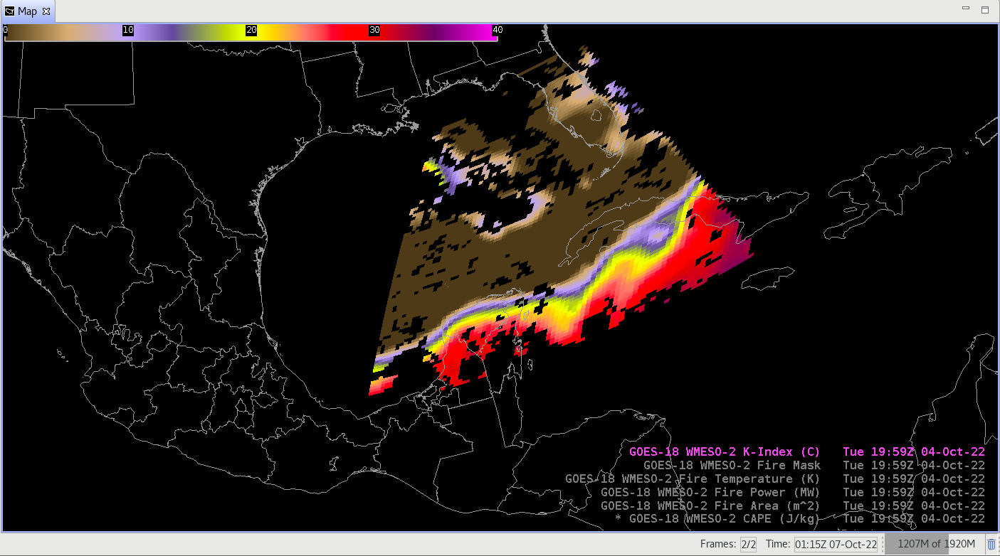 Map
0 10 20 30 40
GOES-18 WMESO-2 K-Index (C) Tue 19:59Z 04-Oct-22
GOES-18 WMESO-2 Fire Mask Tue 19:59Z 04-Oct-22
GOES-18 WMESO-2 Fire Temperature (K) Tue 19:59Z 04-Oct-22
GOES-18 WMESO-2 Fire Power (MW) Tue 19:59Z 04-Oct-22
GOES-18 WMESO-2 Fire Area (m^2) Tue 19:59Z 04-Oct-22
* GOES-18 WMESO-2 CAPE (J/kg) Tue 19:59Z 04-Oct-22
Frames: 2/2 Time: 01:15Z 07-Oct-22 1207M of 1920M